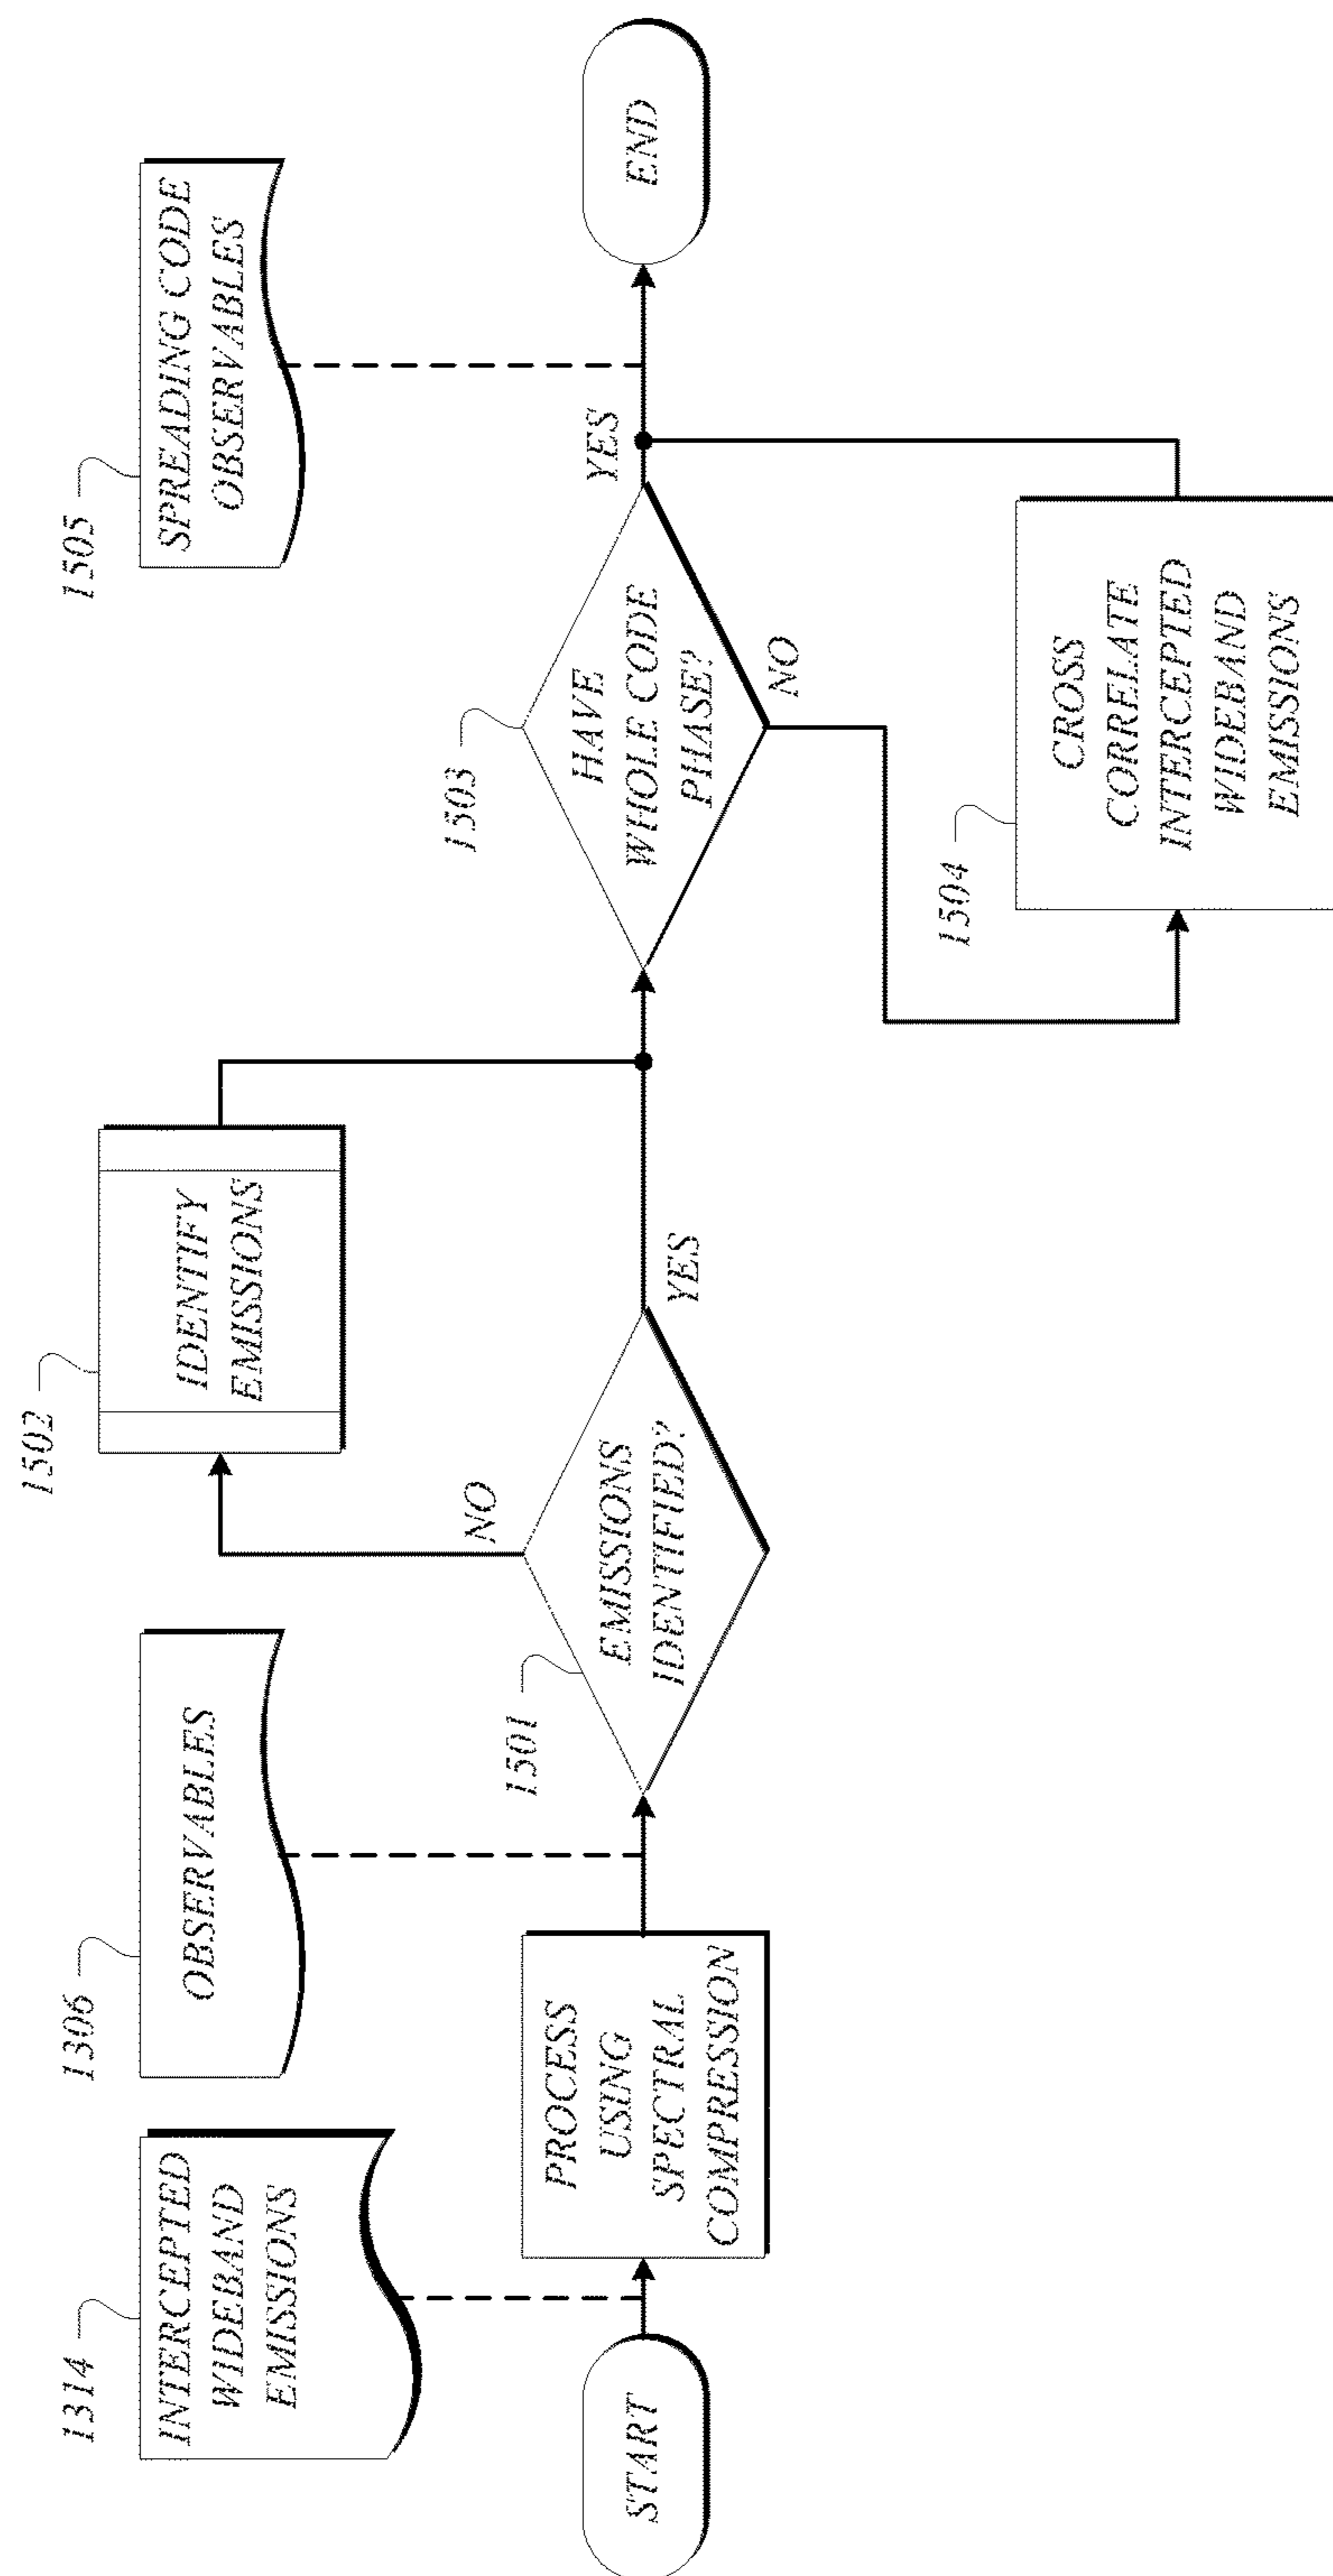 1314
INTERCEPTED
WIDEBAND
EMISSIONS
1306
OBSERVABLES
1502
IDENTIFY
EMISSIONS
1505
SPREADING CODE
OBSERVABLES
START
PROCESS
USING
SPECTRAL
COMPRESSION
1501
EMISSIONS
IDENTIFIED?
NO
YES
1503
HAVE
WHOLE CODE
PHASE?
YES
NO
END
1504
CROSS
CORRELATE
INTERCEPTED
WIDEBAND
EMISSIONS